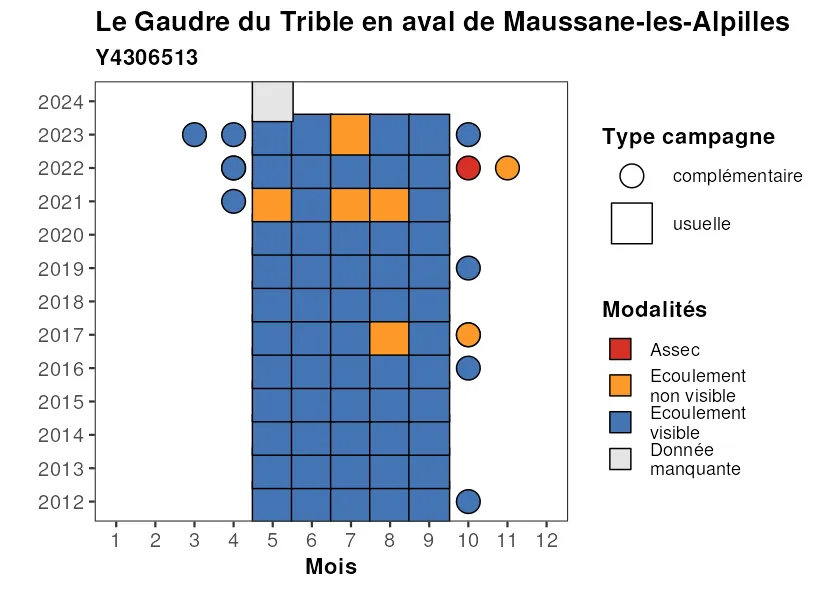 Le Gaudre du Trible en aval de Maussane-les-Alpilles
Y4306513
2024
2023
2022
2021
2020
2019
2018
2017
2016
2015
2014
2013
2012
1 2 3 4 5 6 7 8 9 10 11 12
Mois
Type campagne
complémentaire
usuelle
Modalités
Assec
Ecoulement
non visible
Ecoulement
visible
Donnée
manquante